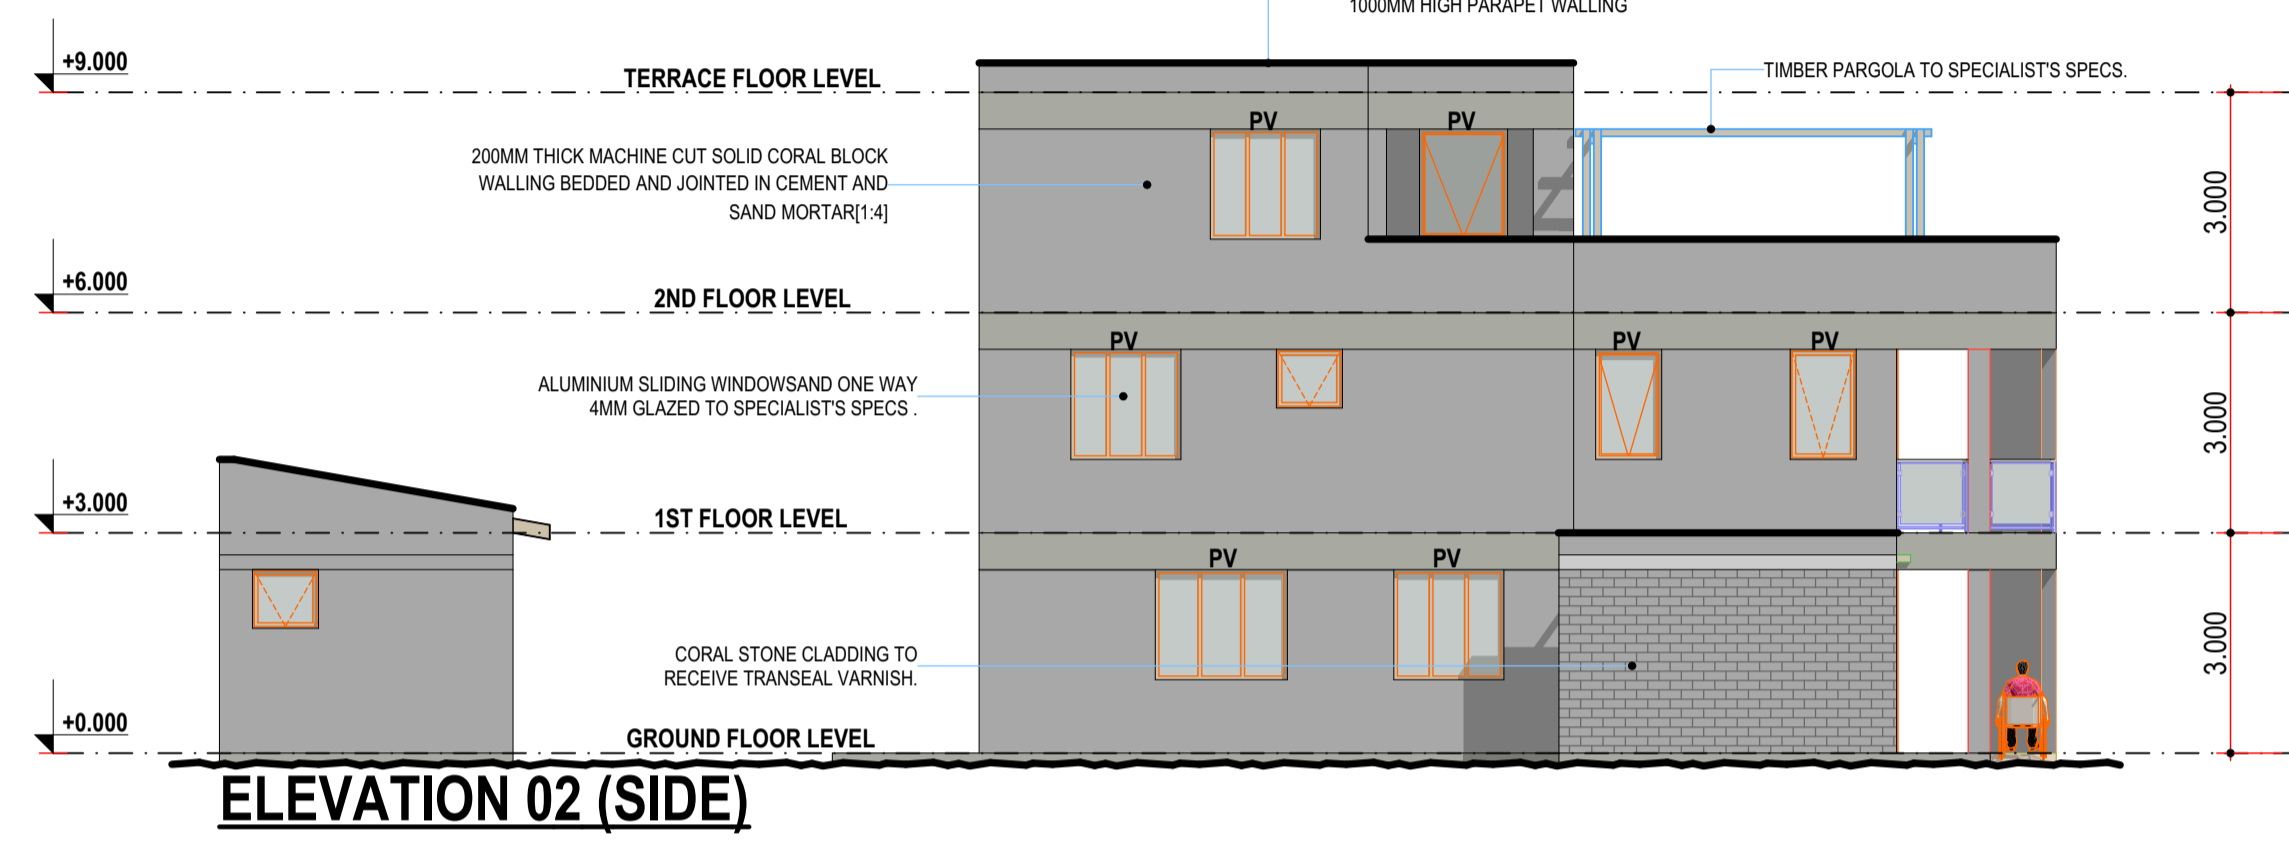 1000MM HIGH PARAPET WALLING
+9.000
TERRACE FLOOR LEVEL
TIMBER PARGOLA TO SPECIALIST'S SPECS.
PV
PV
200MM THICK MACHINE CUT SOLID CORAL BLOCK
WALLING BEDDED AND JOINTED IN CEMENT AND
SAND MORTAR[1:4]
3.000
+6.000
2ND FLOOR LEVEL
PV
PV
PV
ALUMINIUM SLIDING WINDOWSAND ONE WAY
4MM GLAZED TO SPECIALIST'S SPECS .
3.000
+3.000
1ST FLOOR LEVEL
PV
PV
CORAL STONE CLADDING TO
RECEIVE TRANSEAL VARNISH.
3.000
+0.000
GROUND FLOOR LEVEL
ELEVATION 02 (SIDE)